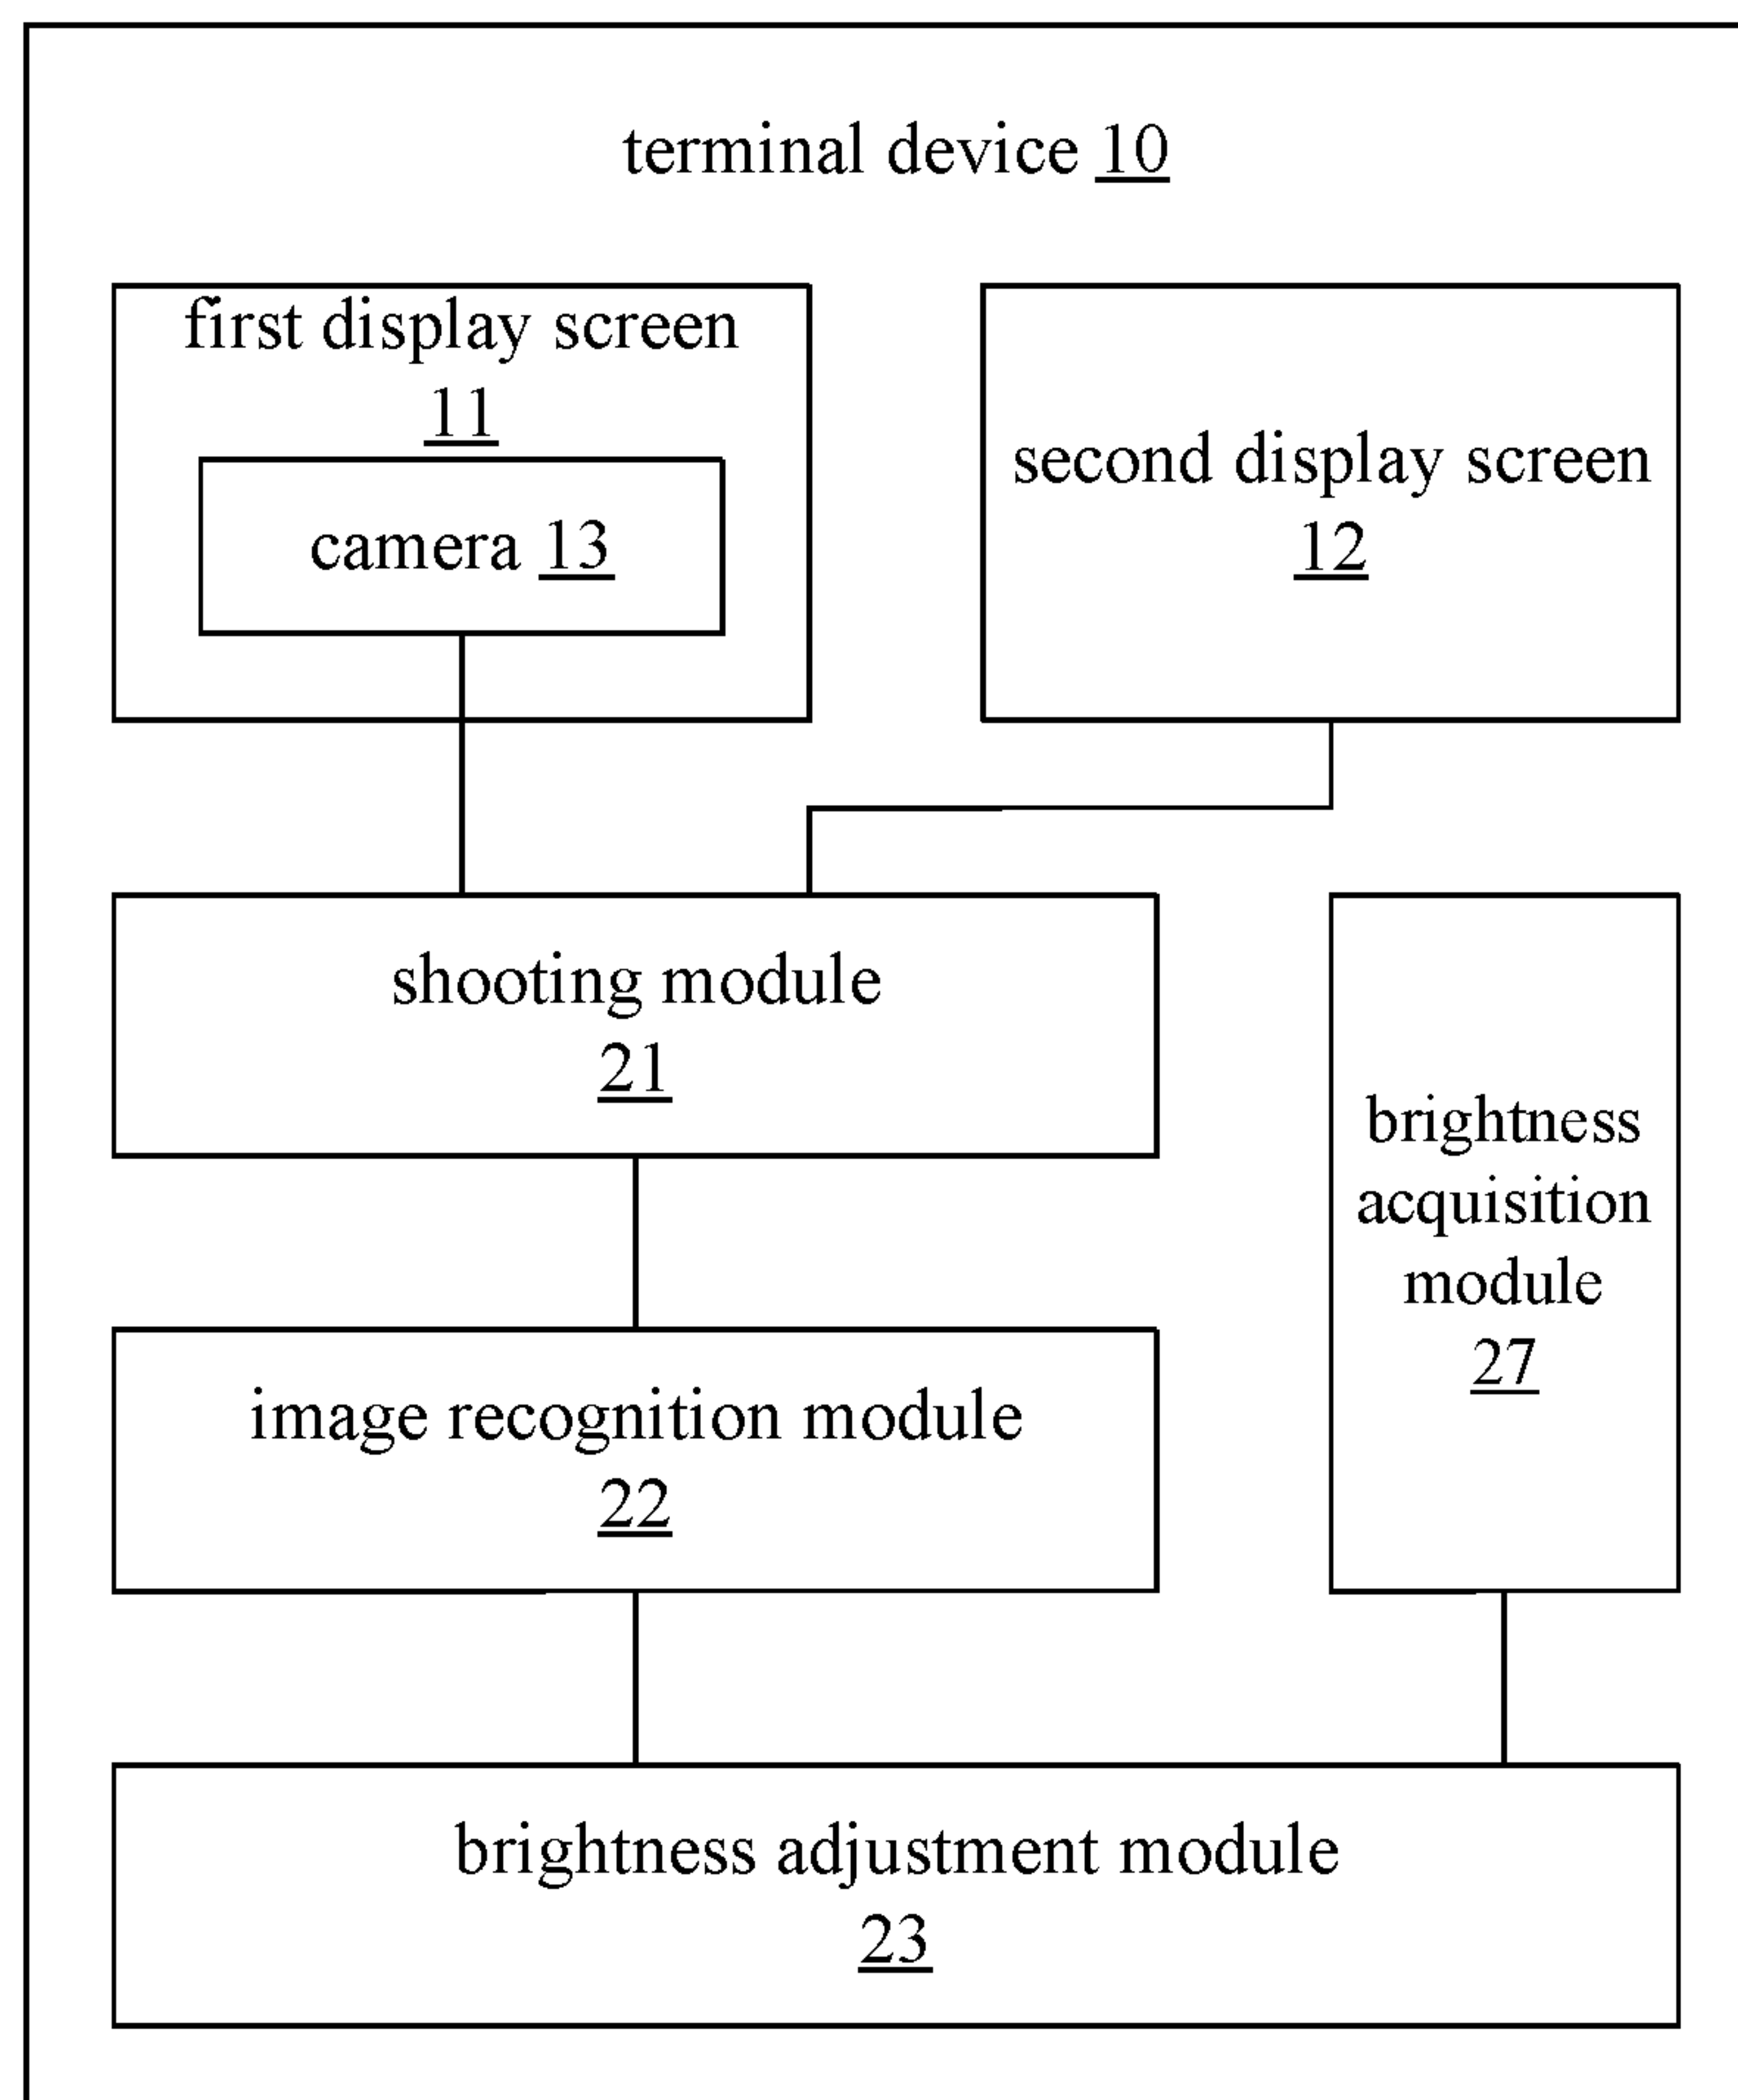 terminal device 10
first display screen
11
camera 13
second display screen
12
shooting module
21
brightness
acquisition
module
27
image recognition module
22
brightness adjustment module
23